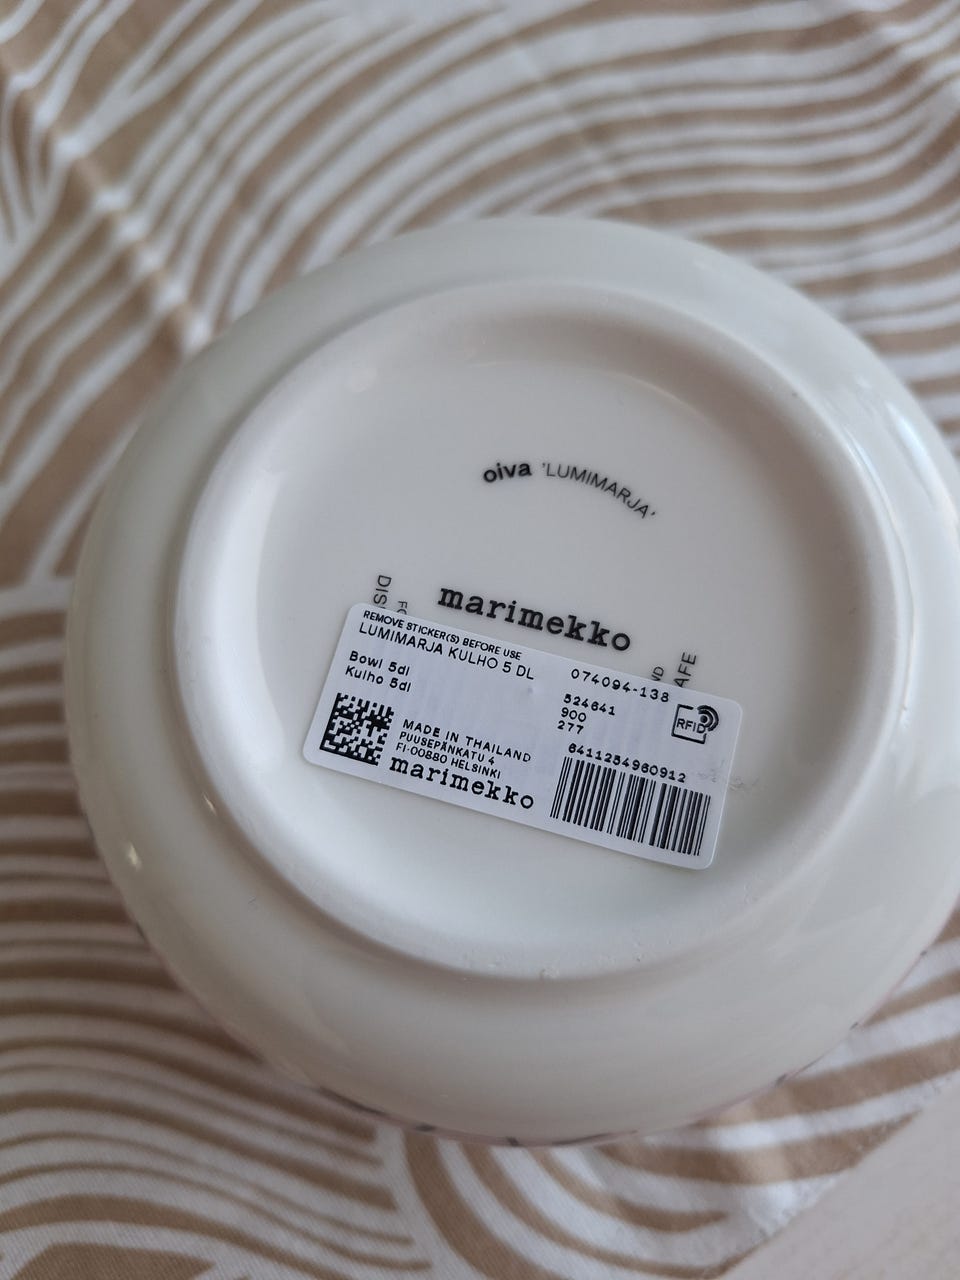 oiva 'LUMIMARJA'
marimekko
REMOVE STICKER(S) BEFORE USE
LUMIMARJA KULHO 5 DL
Bowl 5dl
Kulho 5dl
074094-138
524641
900
277
RFID
MADE IN THAILAND
PUUSEPÄNKATU 4
FI-00880 HELSINKI
marimekko
6411254960912